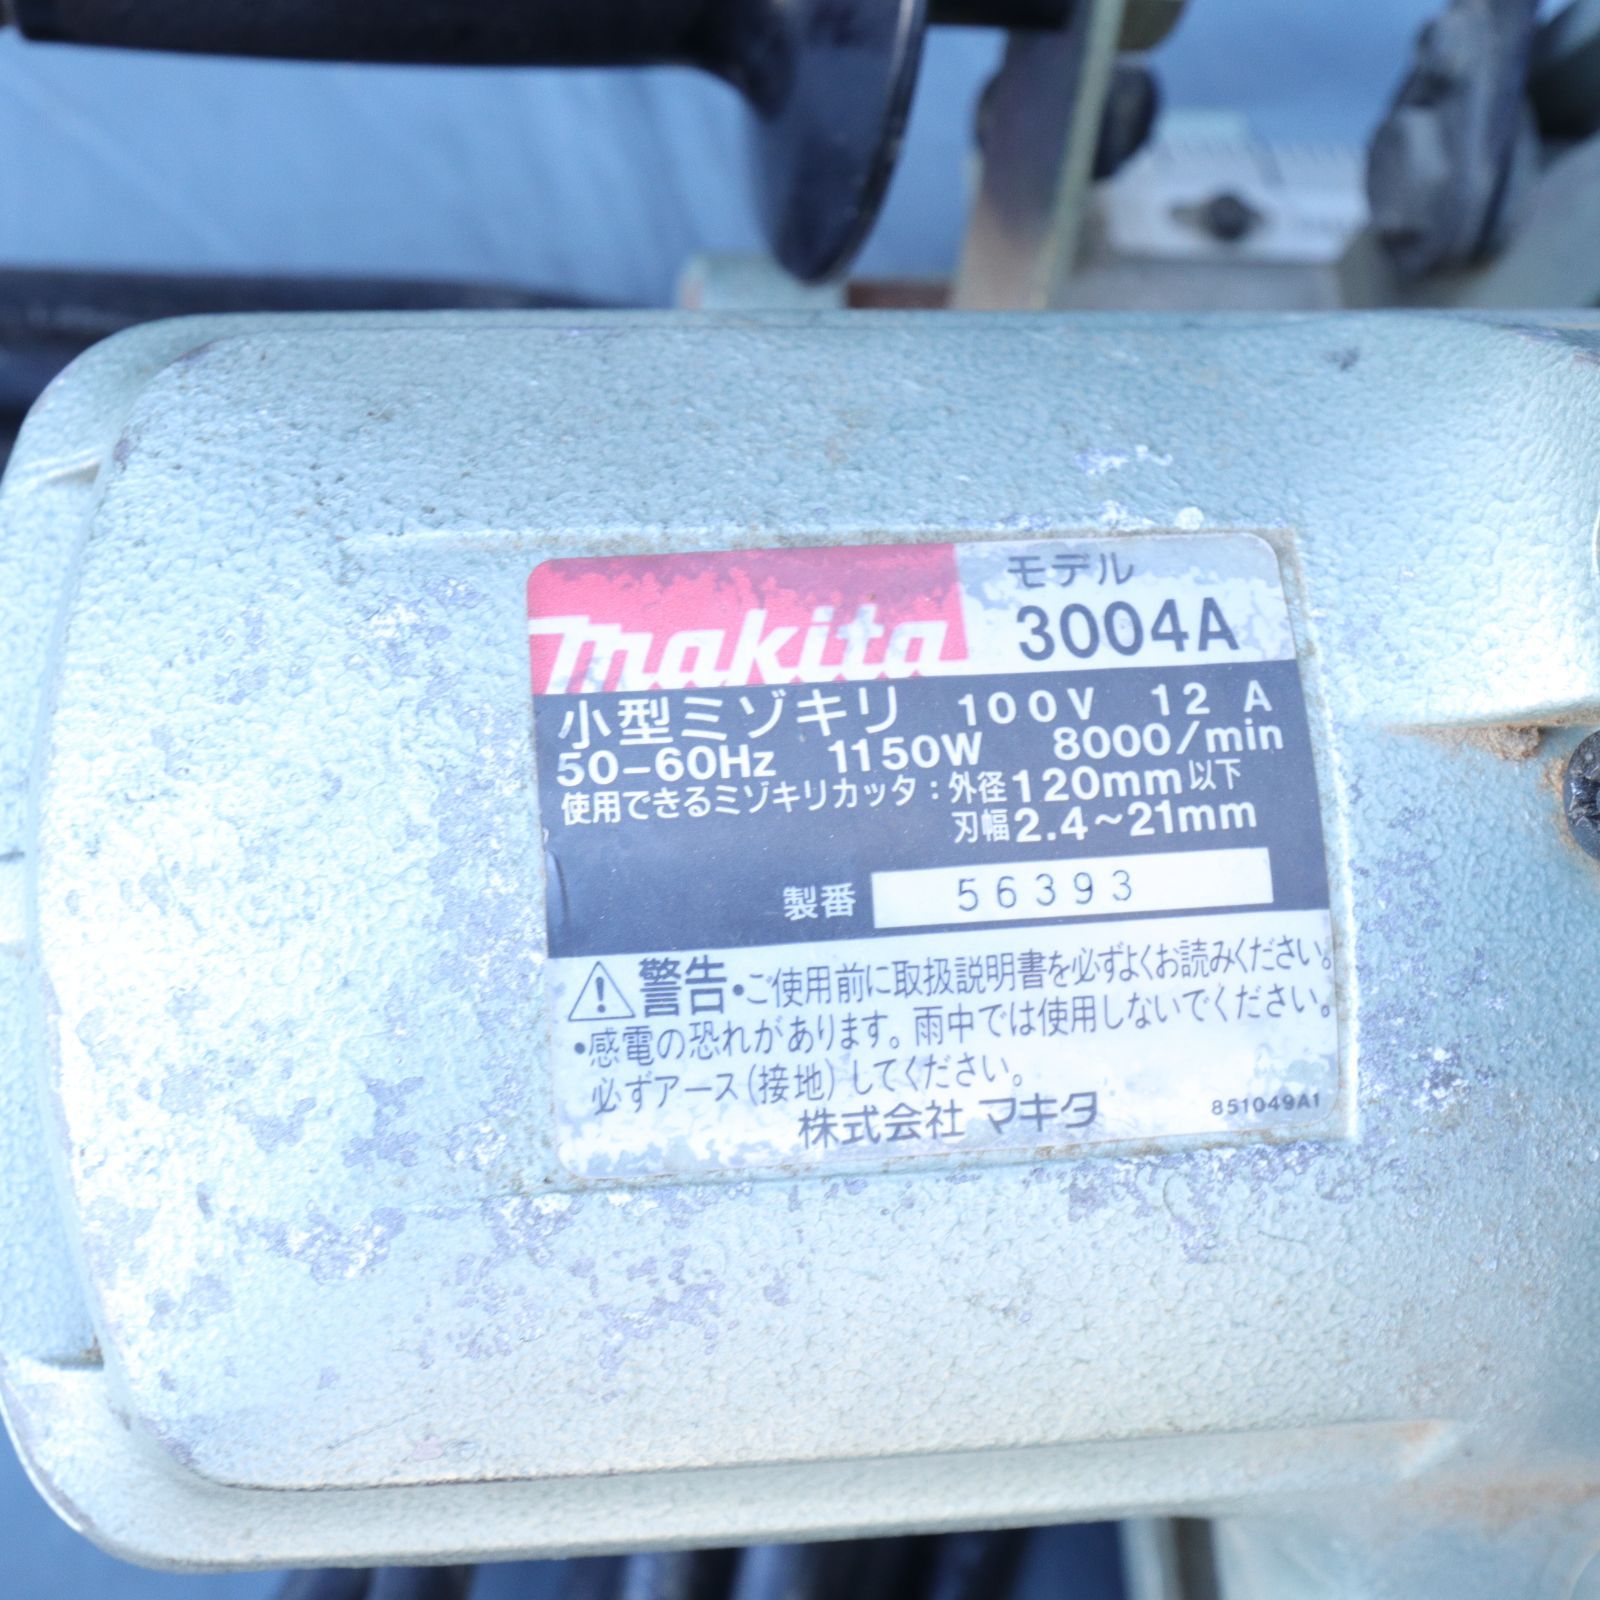 makita
モデル
3004A
小型ミゾキリ 100V 12A
50-60Hz 1150W 8000/min
使用できるミゾキリカッタ:外径120mm以下
刃幅2.4~21mm
製番 56393
⚠警告・ご使用前に取扱説明書を必ずよくお読みください。
・感電の恐れがあります。雨中では使用しないでください。
必ずアース(接地)してください。
株式会社 マキタ 851049A1